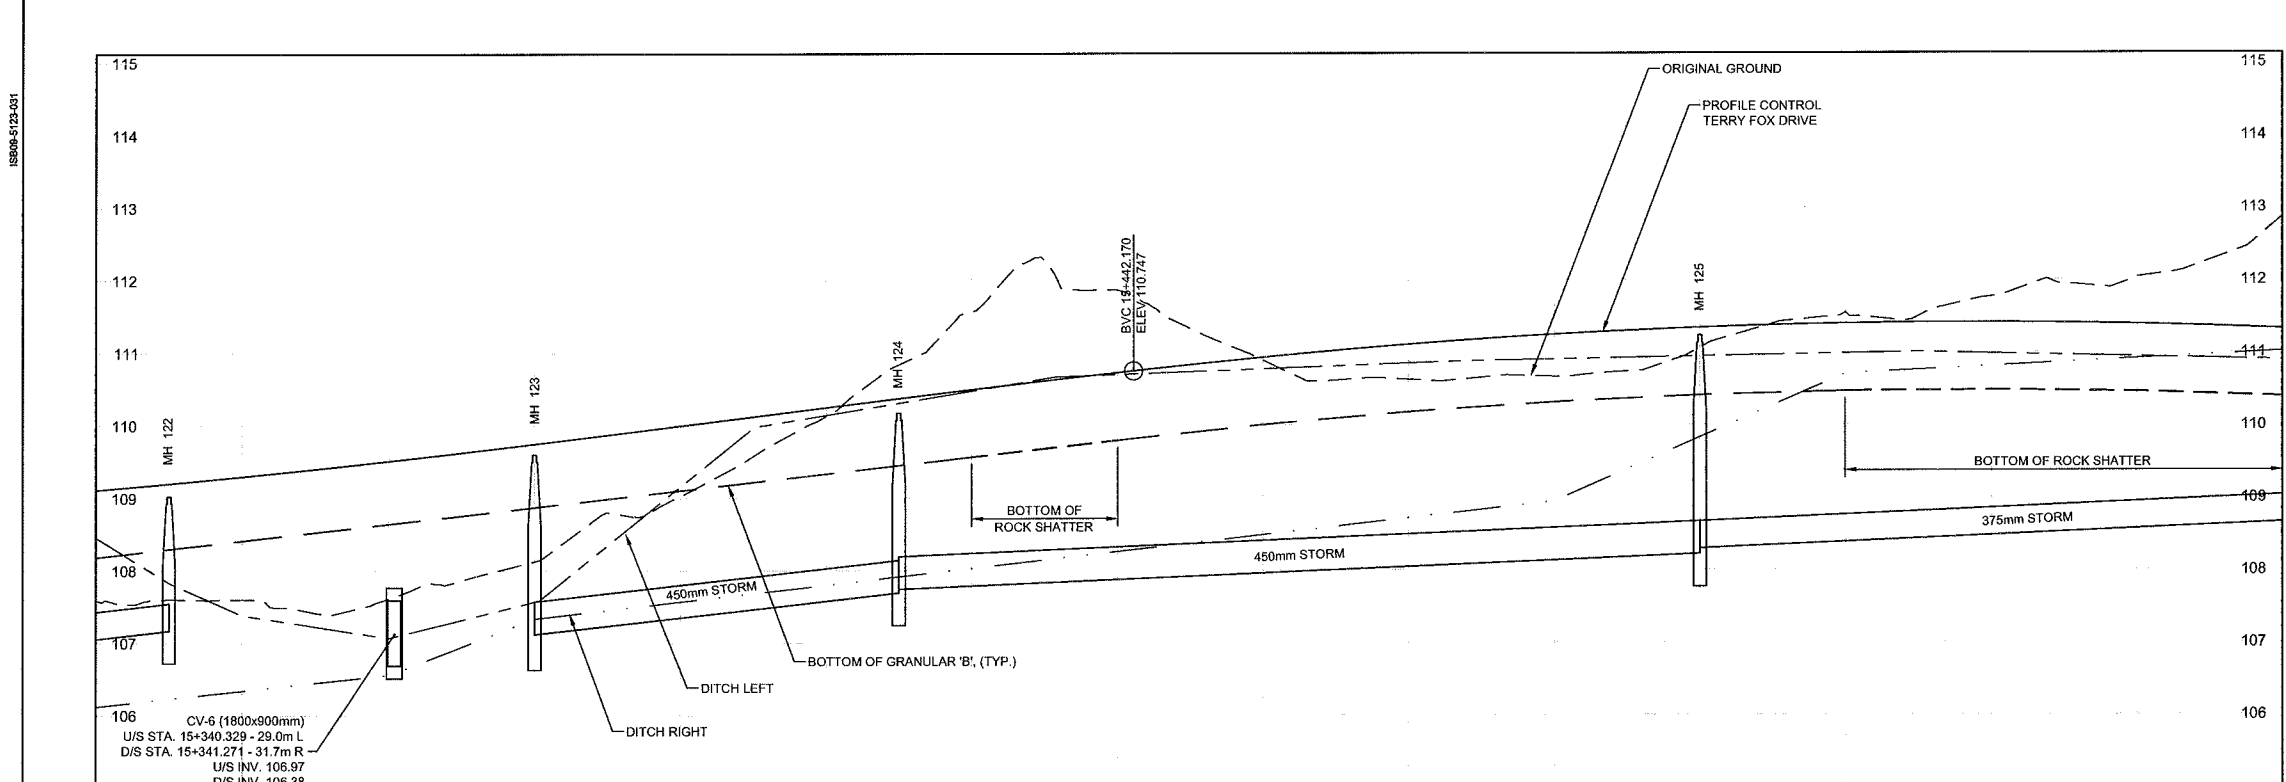 ISB09-5123-031
115
114
113
112
111
110
109
108
107
106
115
114
113
112
111
110
109
108
107
106
ORIGINAL GROUND
PROFILE CONTROL
TERRY FOX DRIVE
MH 122
MH 123
MH 124
BVC 15+442.170
ELEV 110.747
MH 125
BOTTOM OF
ROCK SHATTER
BOTTOM OF ROCK SHATTER
450mm STORM
450mm STORM
375mm STORM
BOTTOM OF GRANULAR 'B', (TYP.)
DITCH LEFT
DITCH RIGHT
CV-6 (1800x900mm)
U/S STA. 15+340.329 - 29.0m L
D/S STA. 15+341.271 - 31.7m R
U/S INV. 106.97
D/S INV. 106.38